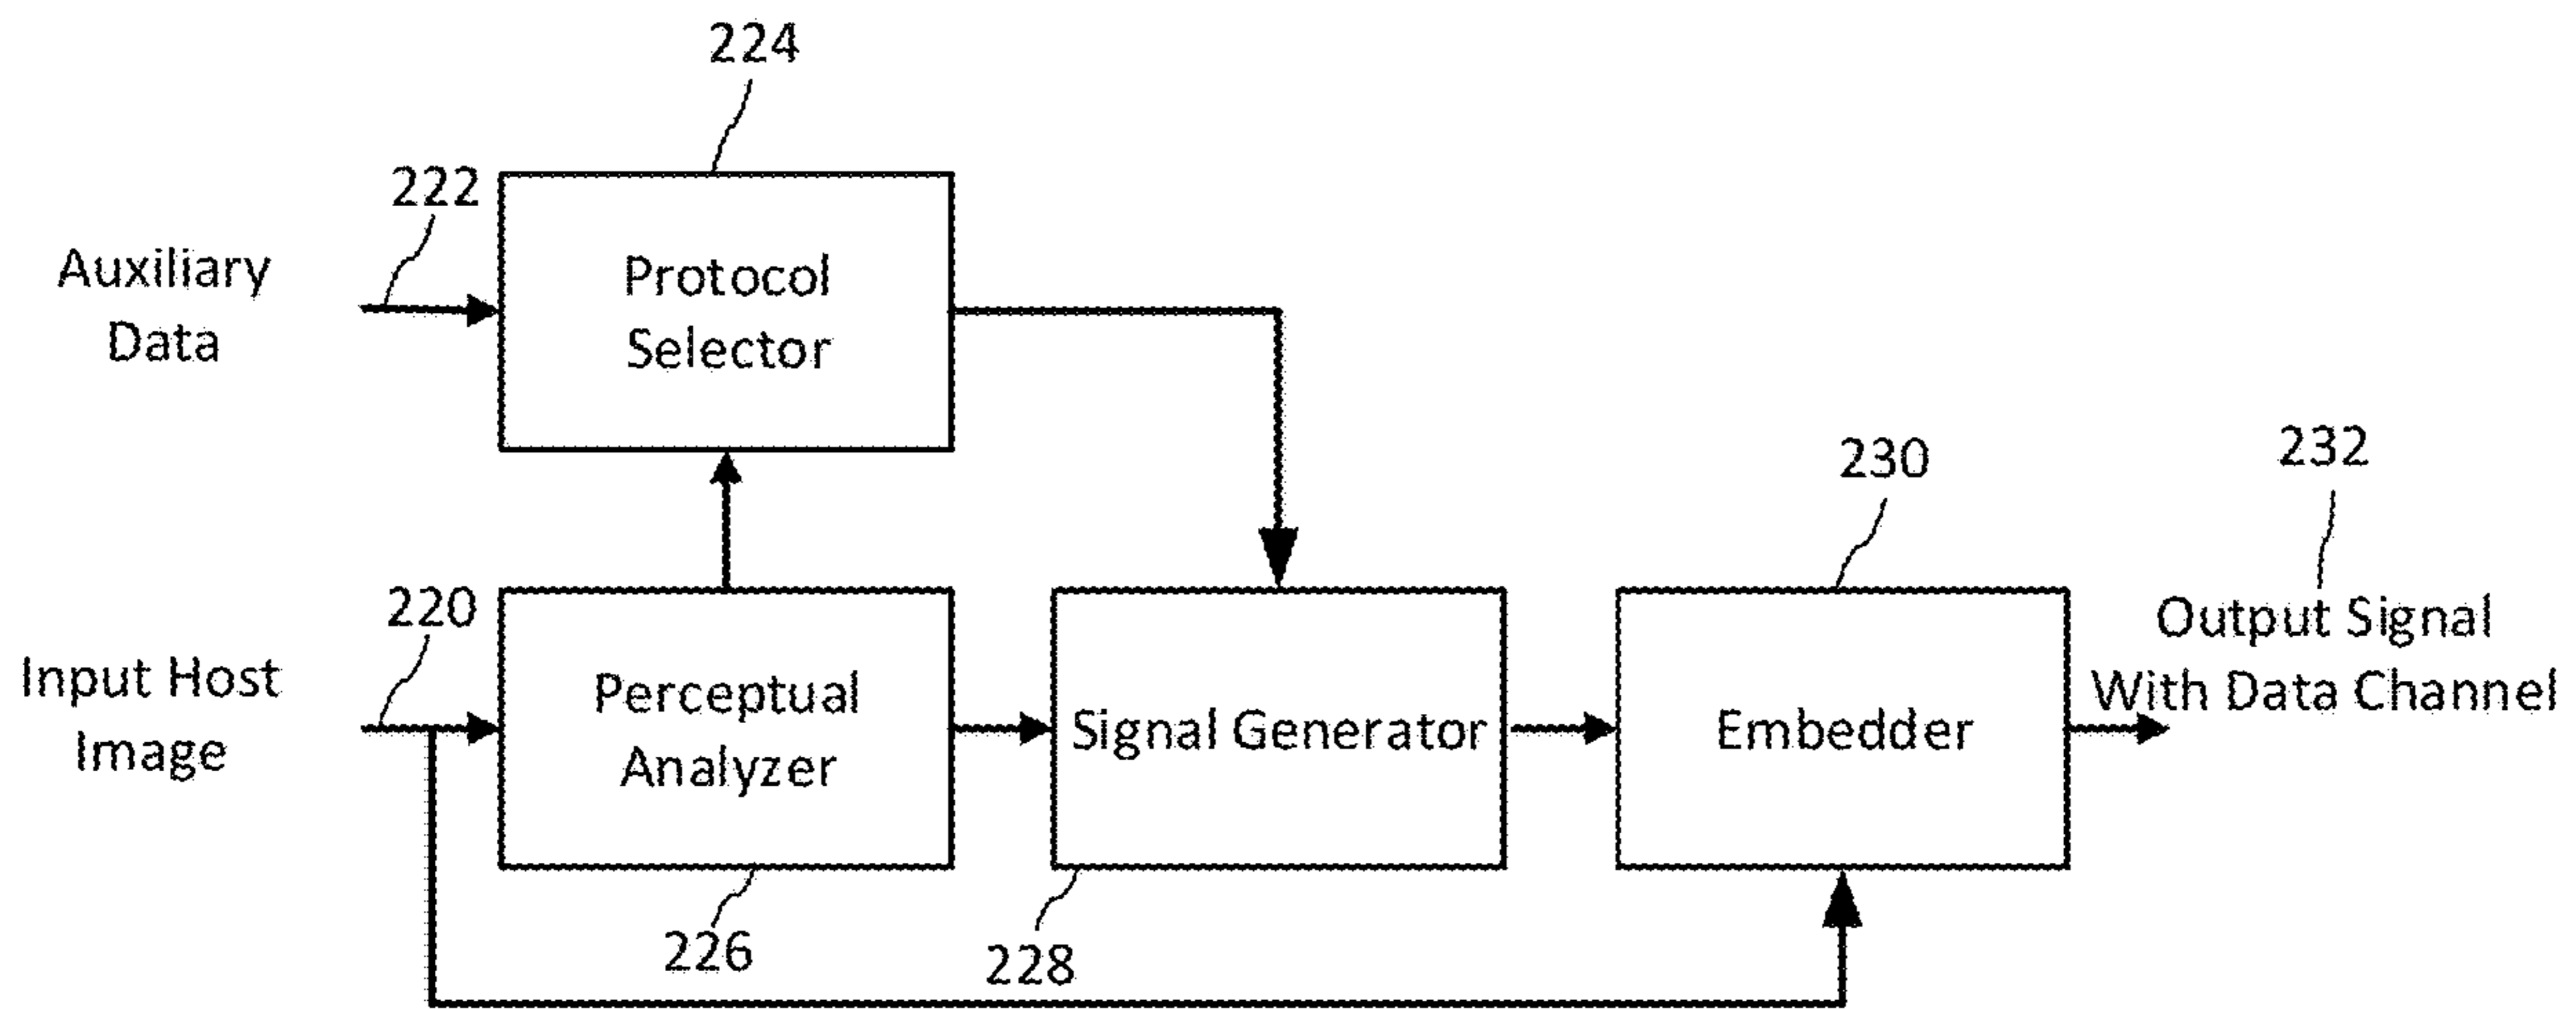 224
222
Auxiliary
Data
Protocol
Selector
230
232
220
Input Host
Image
Perceptual
Analyzer
Signal Generator
Embedder
Output Signal
With Data Channel
226
228